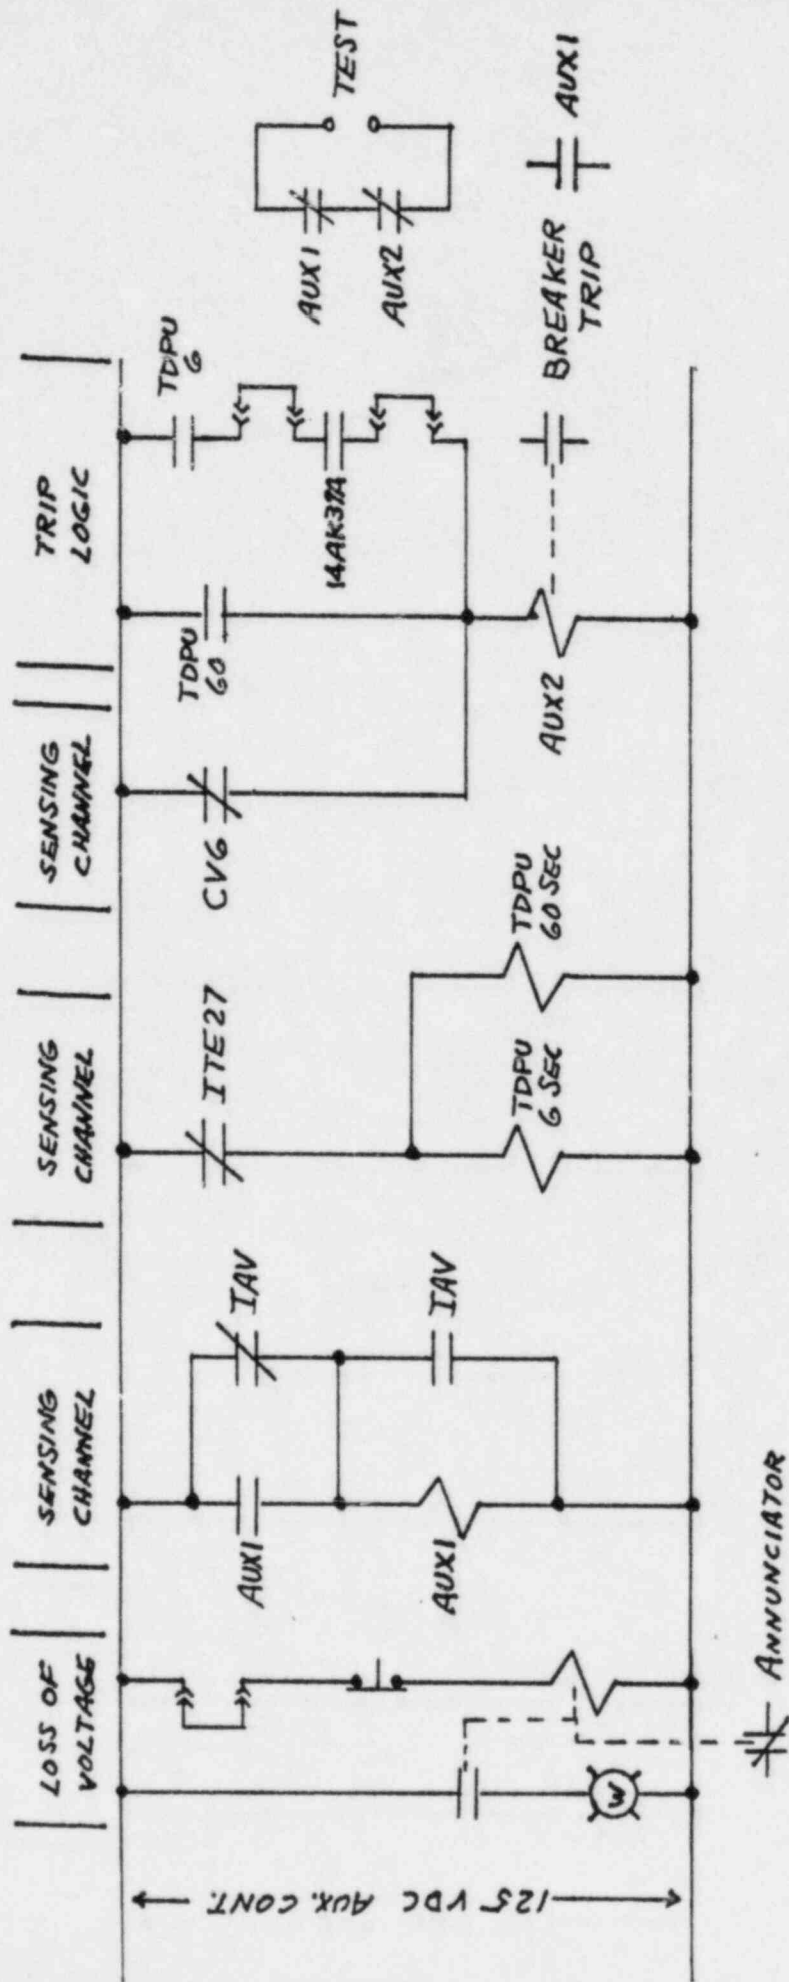 LOSS OF
VOLTAGE
SENSING
CHANNEL
SENSING
CHANNEL
SENSING
CHANNEL
TRIP
LOGIC
125 VDC AUX. CONT.
W
ANNUNCIATOR
AUX1
IAV
AUX1
IAV
ITE27
TDPU
6 SEC
TDPU
60 SEC
CV6
TDPU
60
TDPU
6
AUX2
BREAKER
TRIP
AUX1
AUX1
AUX2
TEST